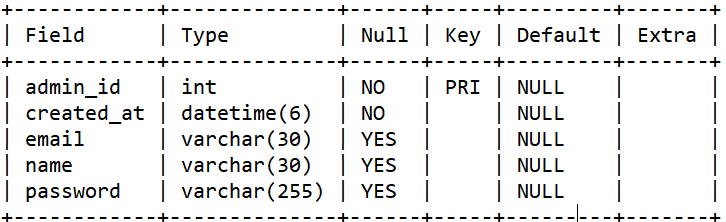 +------------+--------------+------+-----+---------+-------+
| Field      | Type         | Null | Key | Default | Extra |
+------------+--------------+------+-----+---------+-------+
| admin_id   | int          | NO   | PRI | NULL    |       |
| created_at | datetime(6)  | NO   |     | NULL    |       |
| email      | varchar(30)  | YES  |     | NULL    |       |
| name       | varchar(30)  | YES  |     | NULL    |       |
| password   | varchar(255) | YES  |     | NULL    |       |
+------------+--------------+------+-----+---------+-------+